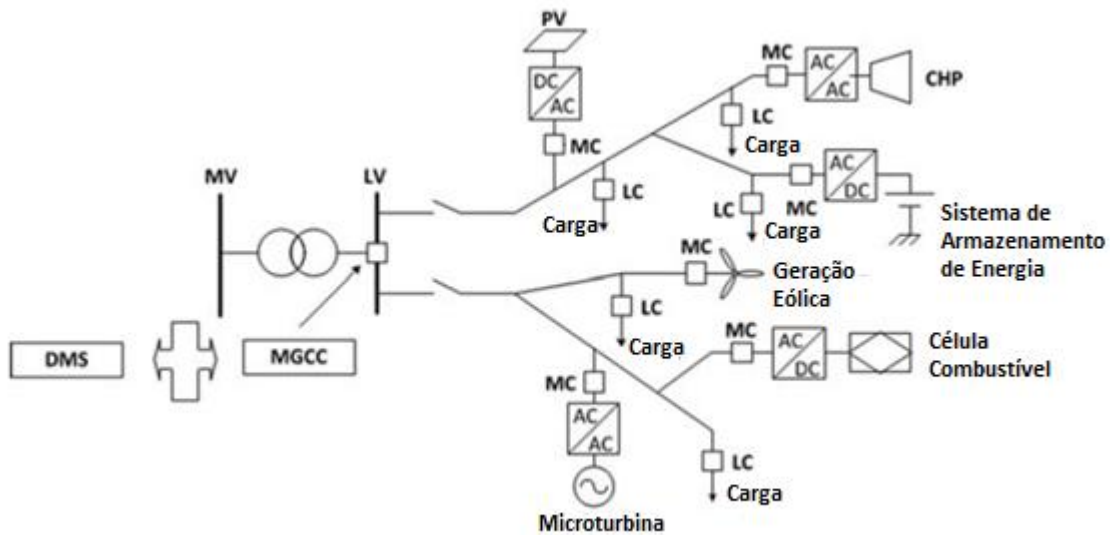 PV
DC
AC
MC
LC
Carga
MC
AC
AC
CHP
LC
Carga
MV
LV
LC
Carga
MC
AC
DC
Sistema de
Armazenamento
de Energia
MC
Geração
Eólica
LC
Carga
DMS
MGCC
MC
AC
DC
Célula
Combustível
MC
AC
AC
Microturbina
LC
Carga